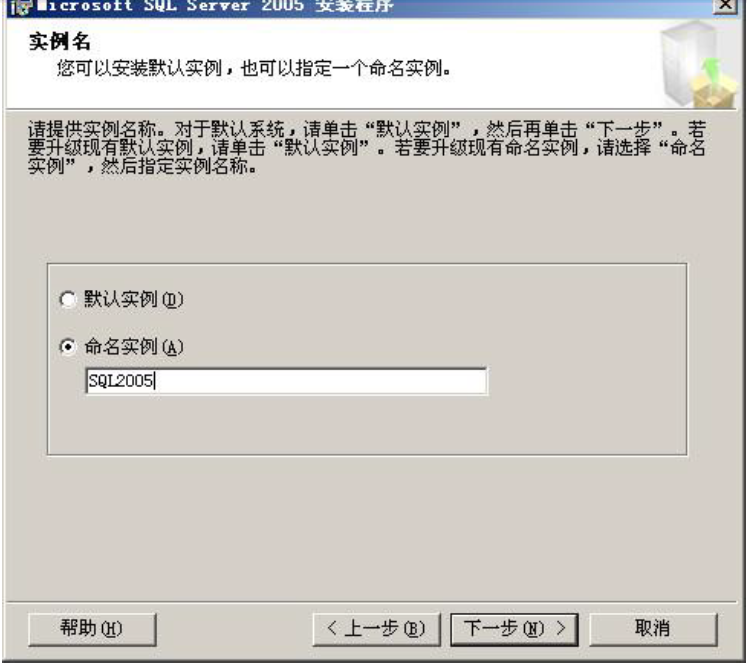 Microsoft SQL Server 2005 安装程序
实例名
您可以安装默认实例，也可以指定一个命名实例。
请提供实例名称。对于默认系统，请单击“默认实例”，然后再单击“下一步”。若
要升级现有默认实例，请单击“默认实例”。若要升级现有命名实例，请选择“命名
实例”，然后指定实例名称。
默认实例(D)
命名实例(A)
SQL2005
帮助(H)
< 上一步(B)
下一步(N) >
取消